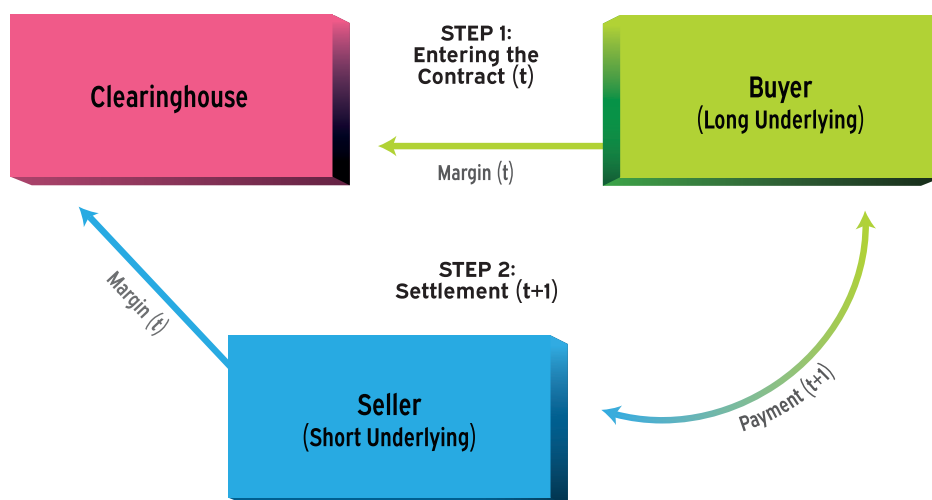 STEP 1:
Entering the
Contract (t)
Clearinghouse
Buyer
(Long Underlying)
Margin (t)
STEP 2:
Settlement (t+1)
Margin (t)
Seller
(Short Underlying)
Payment (t+1)